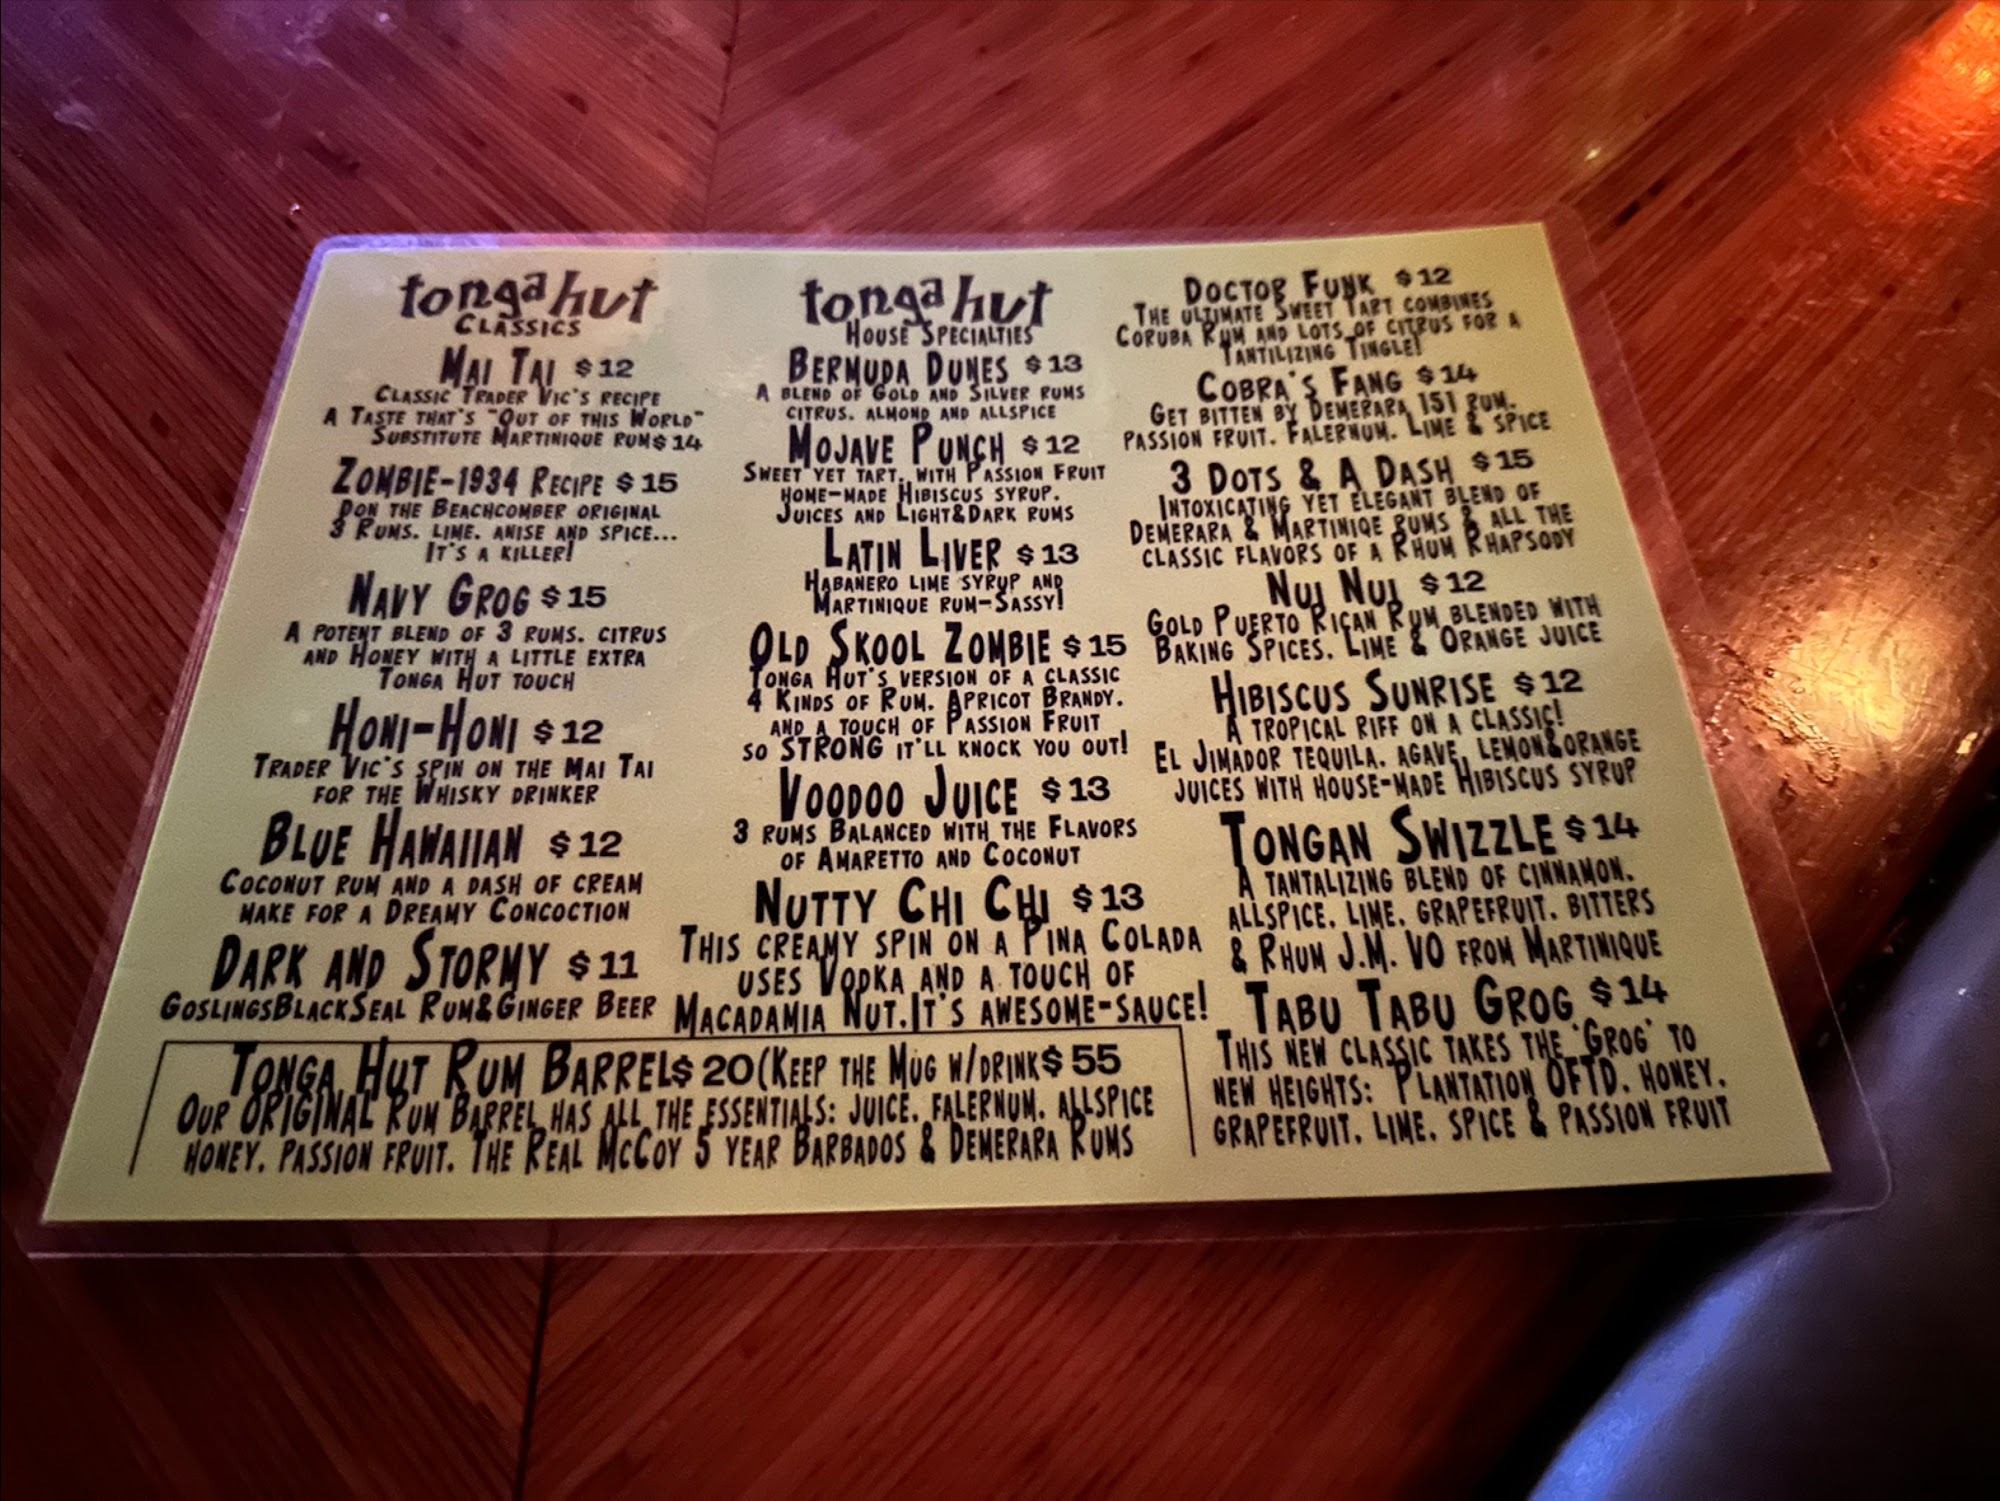 tonga hut
CLASSICS
MAI TAI $12
CLASSIC TRADER VIC'S RECIPE
A TASTE THAT'S "OUT OF THIS WORLD"
SUBSTITUTE MARTINIQUE RUM$14
ZOMBIE-1934 RECIPE $15
DON THE BEACHCOMBER ORIGINAL
3 RUMS. LIME. ANISE AND SPICE...
IT'S A KILLER!
NAVY GROG $15
A POTENT BLEND OF 3 RUMS. CITRUS
AND HONEY WITH A LITTLE EXTRA
TONGA HUT TOUCH
HONI-HONI $12
TRADER VIC'S SPIN ON THE MAI TAI
FOR THE WHISKY DRINKER
BLUE HAWAIIAN $12
COCONUT RUM AND A DASH OF CREAM
MAKE FOR A DREAMY CONCOCTION
DARK AND STORMY $11
GOSLINGSBLACKSEAL RUM&GINGER BEER
tonga hut
HOUSE SPECIALTIES
BERMUDA DUNES $13
A BLEND OF GOLD AND SILVER RUMS
CITRUS. ALMOND AND ALLSPICE
MOJAVE PUNCH $12
SWEET YET TART. WITH PASSION FRUIT
HOME-MADE HIBISCUS SYRUP.
JUICES AND LIGHT&DARK RUMS
LATIN LIVER $13
HABANERO LIME SYRUP AND
MARTINIQUE RUM-SASSY!
OLD SKOOL ZOMBIE $15
TONGA HUT'S VERSION OF A CLASSIC
4 KINDS OF RUM. APRICOT BRANDY.
AND A TOUCH OF PASSION FRUIT
SO STRONG IT'LL KNOCK YOU OUT!
VOODOO JUICE $13
3 RUMS BALANCED WITH THE FLAVORS
OF AMARETTO AND COCONUT
NUTTY CHI CHI $13
THIS CREAMY SPIN ON A PINA COLADA
USES VODKA AND A TOUCH OF
MACADAMIA NUT.IT'S AWESOME-SAUCE!
TONGA HUT RUM BARREL$20(KEEP THE MUG W/DRINK$55
OUR ORIGINAL RUM BARREL HAS ALL THE ESSENTIALS: JUICE. FALERNUM. ALLSPICE
HONEY. PASSION FRUIT. THE REAL MCCOY 5 YEAR BARBADOS & DEMERARA RUMS
DOCTOR FUNK $12
THE ULTIMATE SWEET TART COMBINES
CORUBA RUM AND LOTS OF CITRUS FOR A
TANTILIZING TINGLE!
COBRA'S FANG $14
GET BITTEN BY DEMERARA 151 RUM.
PASSION FRUIT. FALERNUM. LIME & SPICE
3 DOTS & A DASH $15
INTOXICATING YET ELEGANT BLEND OF
DEMERARA & MARTINIQE RUMS & ALL THE
CLASSIC FLAVORS OF A RHUM RHAPSODY
NUI NUI $12
GOLD PUERTO RICAN RUM BLENDED WITH
BAKING SPICES. LIME & ORANGE JUICE
HIBISCUS SUNRISE $12
A TROPICAL RIFF ON A CLASSIC!
EL JIMADOR TEQUILA. AGAVE. LEMON&ORANGE
JUICES WITH HOUSE-MADE HIBISCUS SYRUP
TONGAN SWIZZLE $14
A TANTALIZING BLEND OF CINNAMON.
ALLSPICE. LIME. GRAPEFRUIT. BITTERS
& RHUM J.M. VO FROM MARTINIQUE
TABU TABU GROG $14
THIS NEW CLASSIC TAKES THE 'GROG' TO
NEW HEIGHTS: PLANTATION OFTD. HONEY.
GRAPEFRUIT. LIME. SPICE & PASSION FRUIT